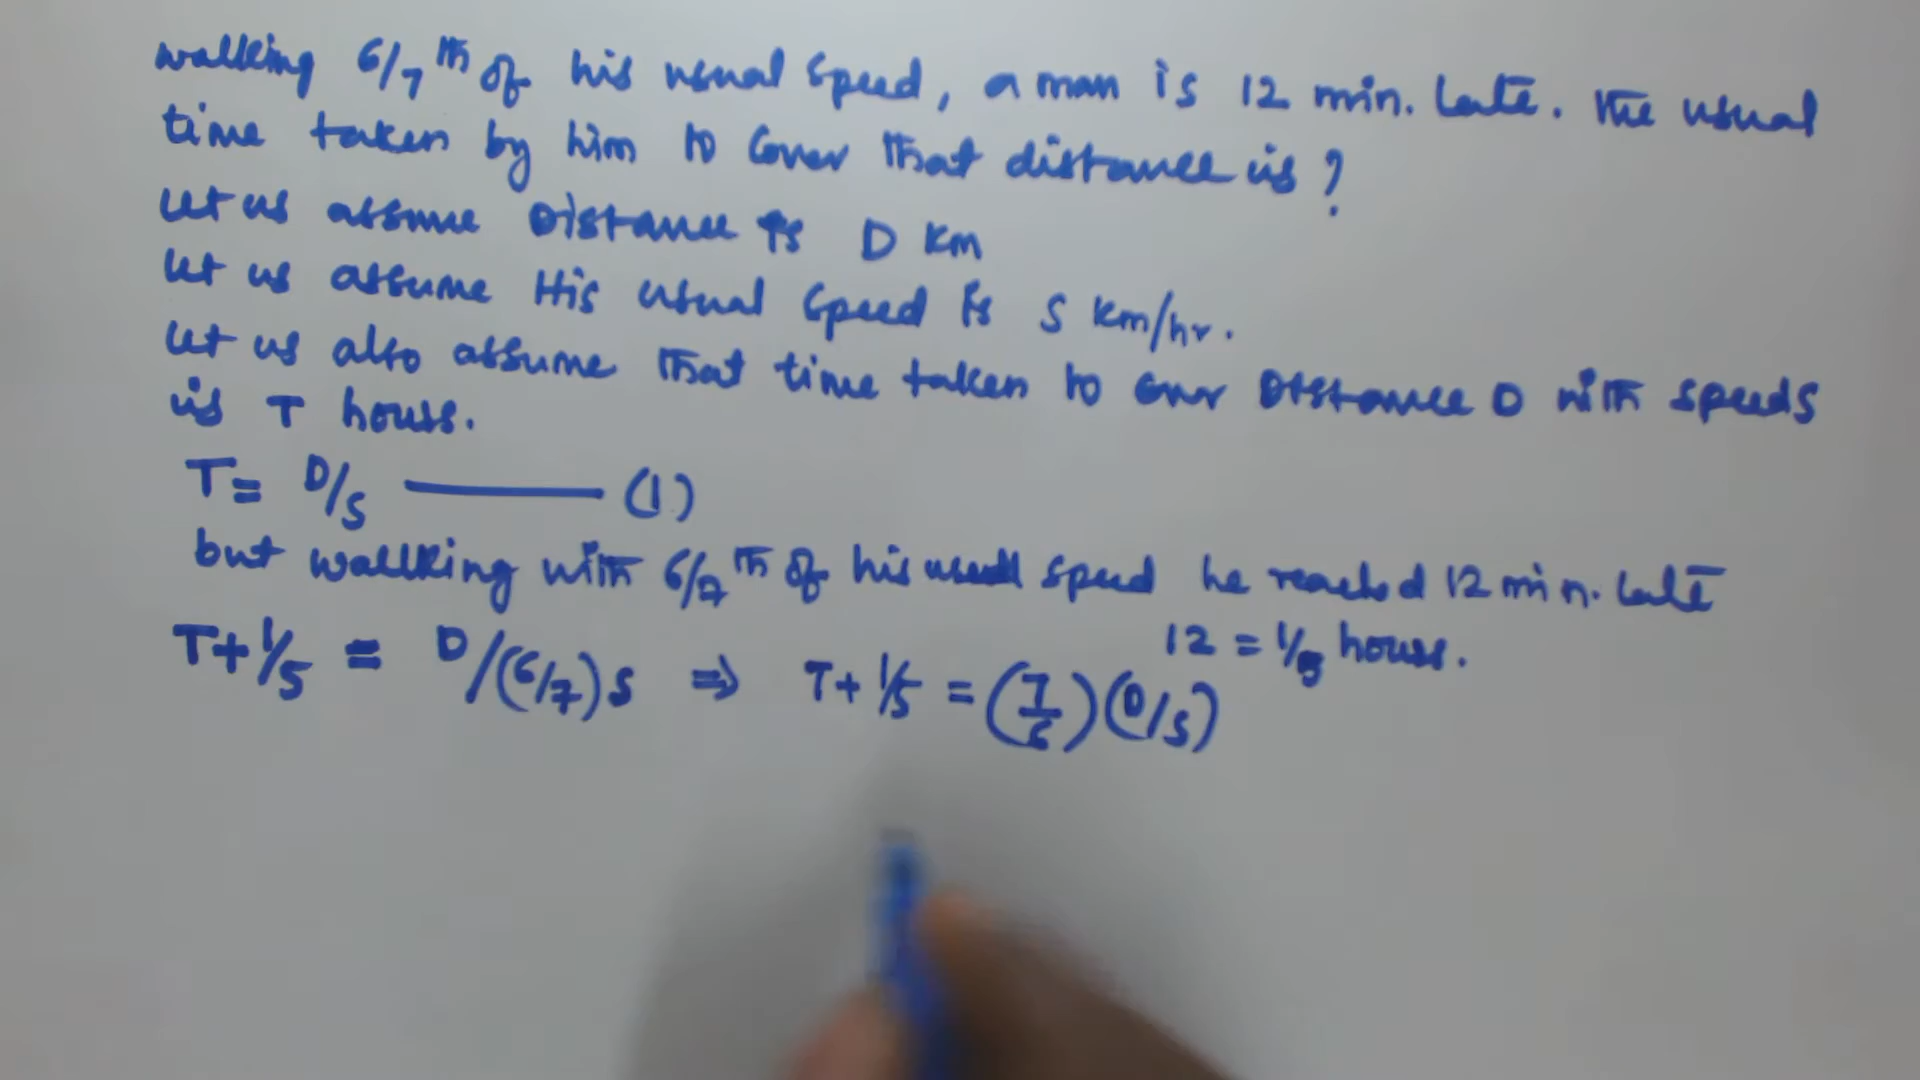 walking 6/7th of his usual speed, a man is 12 min. late. The usual
time taken by him to cover that distance is ?
Let us assume Distance is D Km
Let us assume His usual speed is S Km/hr.
Let us also assume that time taken to cover Distance D with speed S
is T hours.
T = D/S ——— (1)
but wallking with 6/7th of his usual speed he reached 12 min. late
12 = 1/5 hours.
T+1/5 = D/(6/7)S ⇒ T+1/5 = (7/6)(D/S)